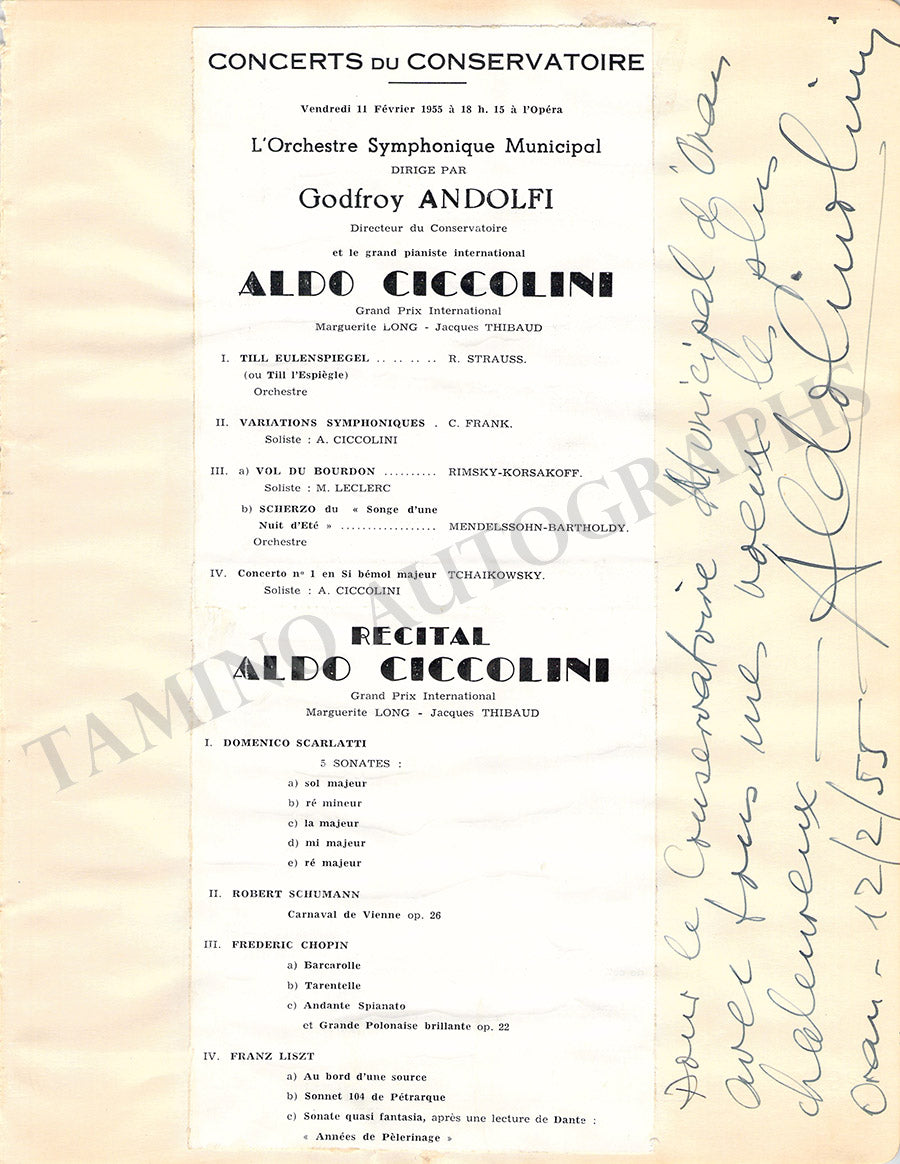 CONCERTS DU CONSERVATOIRE
Vendredi 11 Février 1955 à 18 h. 15 à l'Opéra
L'Orchestre Symphonique Municipal
DIRIGE PAR
Godfroy ANDOLFI
Directeur du Conservatoire
et le grand pianiste international
ALDO CICCOLINI
Grand Prix International
Marguerite LONG - Jacques THIBAUD
I. TILL EULENSPIEGEL .. .. .. .. R. STRAUSS.
(ou Till l'Espiègle)
Orchestre
II. VARIATIONS SYMPHONIQUES . C. FRANK.
Soliste : A. CICCOLINI
III. a) VOL DU BOURDON .......... RIMSKY-KORSAKOFF.
Soliste : M. LECLERC
b) SCHERZO du « Songe d'une
Nuit d'Eté » .................. MENDELSSOHN-BARTHOLDY.
Orchestre
IV. Concerto n° 1 en Si bémol majeur TCHAIKOWSKY.
Soliste : A. CICCOLINI
RECITAL
ALDO CICCOLINI
Grand Prix International
Marguerite LONG - Jacques THIBAUD
I. DOMENICO SCARLATTI
5 SONATES :
a) sol majeur
b) ré mineur
c) la majeur
d) mi majeur
e) ré majeur
II. ROBERT SCHUMANN
Carnaval de Vienne op. 26
III. FREDERIC CHOPIN
a) Barcarolle
b) Tarentelle
c) Andante Spianato
et Grande Polonaise brillante op. 22
IV. FRANZ LISZT
a) Au bord d'une source
b) Sonnet 104 de Pétrarque
c) Sonate quasi fantasia, après une lecture de Dante :
« Années de Pèlerinage »
Pour le Conservatoire Municipal d'Oran
avec tous mes voeux les plus
chaleureux —
Aldo Ciccolini
Oran - 12/2/55
TAMINO AUTOGRAPHS